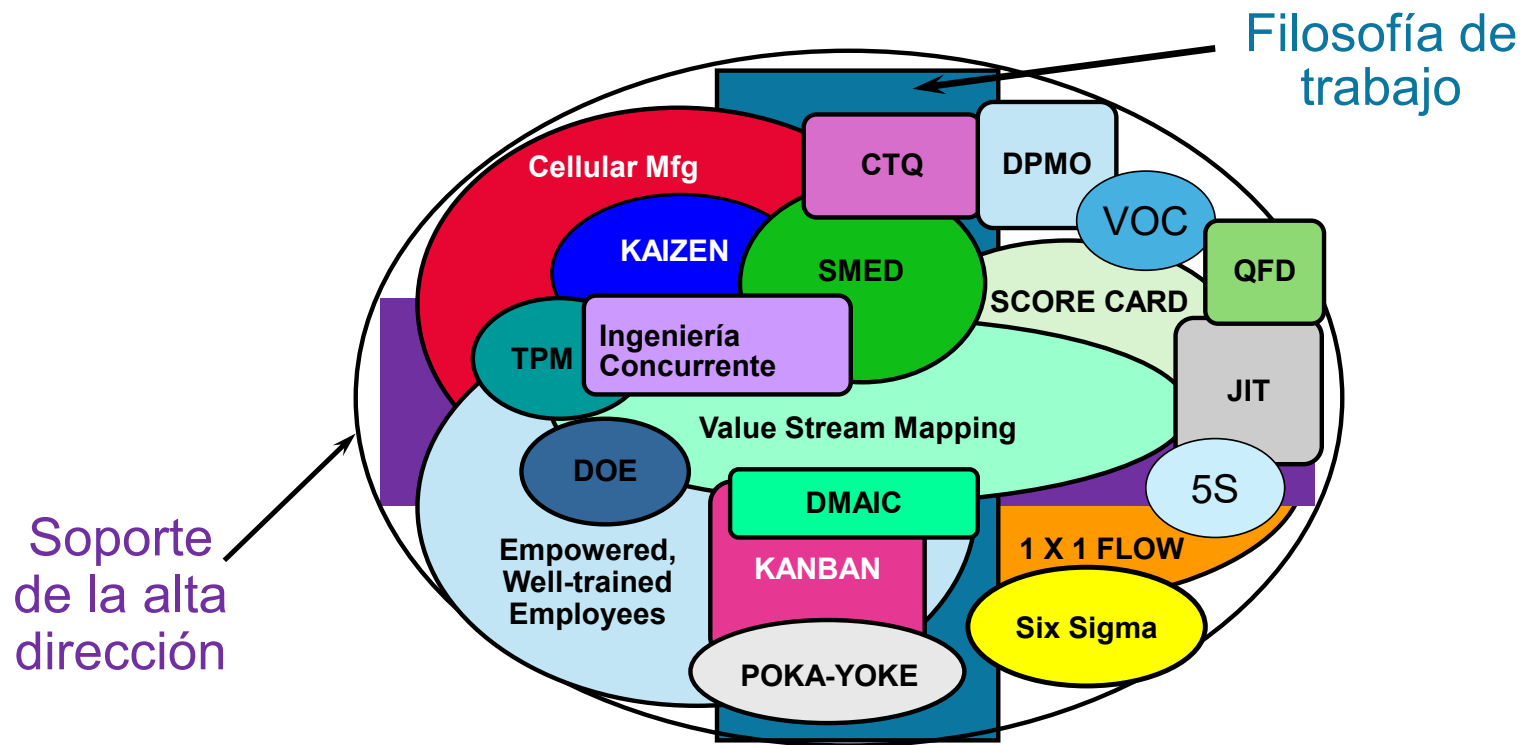 Filosofía de
trabajo
Cellular Mfg
CTQ
DPMO
VOC
KAIZEN
SMED
QFD
SCORE CARD
Ingeniería
Concurrente
TPM
JIT
Value Stream Mapping
DOE
5S
DMAIC
Soporte
de la alta
dirección
Empowered,
Well-trained
Employees
KANBAN
1 X 1 FLOW
Six Sigma
POKA-YOKE